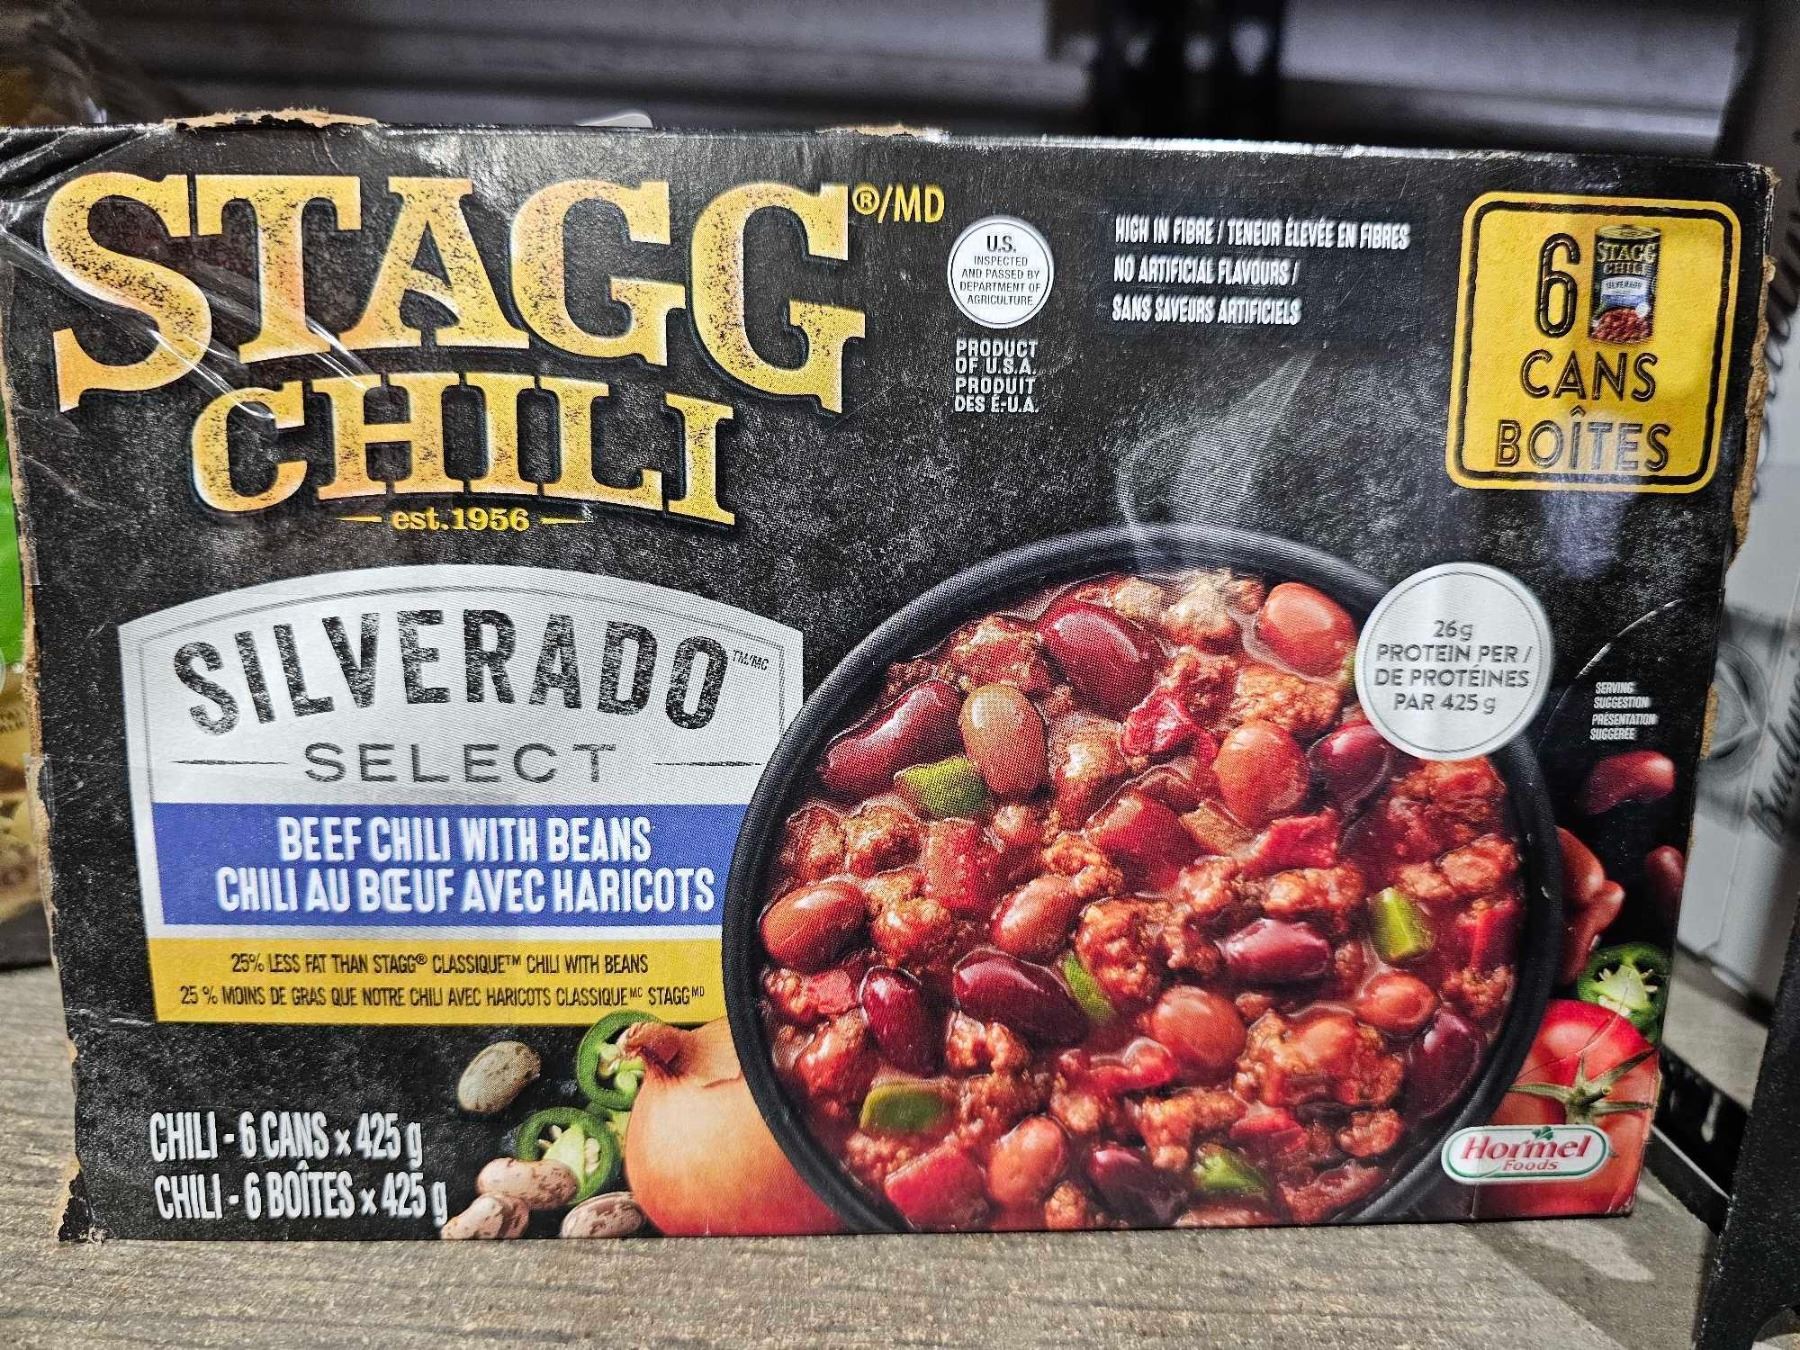 STAGG®/MD
CHILI
est.1956
U.S.
INSPECTED
AND PASSED BY
DEPARTMENT OF
AGRICULTURE
PRODUCT
OF U.S.A.
PRODUIT
DES É-U.A.
HIGH IN FIBRE / TENEUR ÉLEVÉE EN FIBRES
NO ARTIFICIAL FLAVOURS /
SANS SAVEURS ARTIFICIELS
6
STAGG
CHILI
SILVERADO
CANS
BOÎTES
SILVERADO TM/MC
SELECT
BEEF CHILI WITH BEANS
CHILI AU BŒUF AVEC HARICOTS
25% LESS FAT THAN STAGG® CLASSIQUE™ CHILI WITH BEANS
25 % MOINS DE GRAS QUE NOTRE CHILI AVEC HARICOTS CLASSIQUE MC STAGG MD
26g
PROTEIN PER /
DE PROTÉINES
PAR 425 g
SERVING
SUGGESTION
PRÉSENTATION
SUGGÉRÉE
CHILI - 6 CANS x 425 g
CHILI - 6 BOÎTES x 425 g
Hormel
Foods